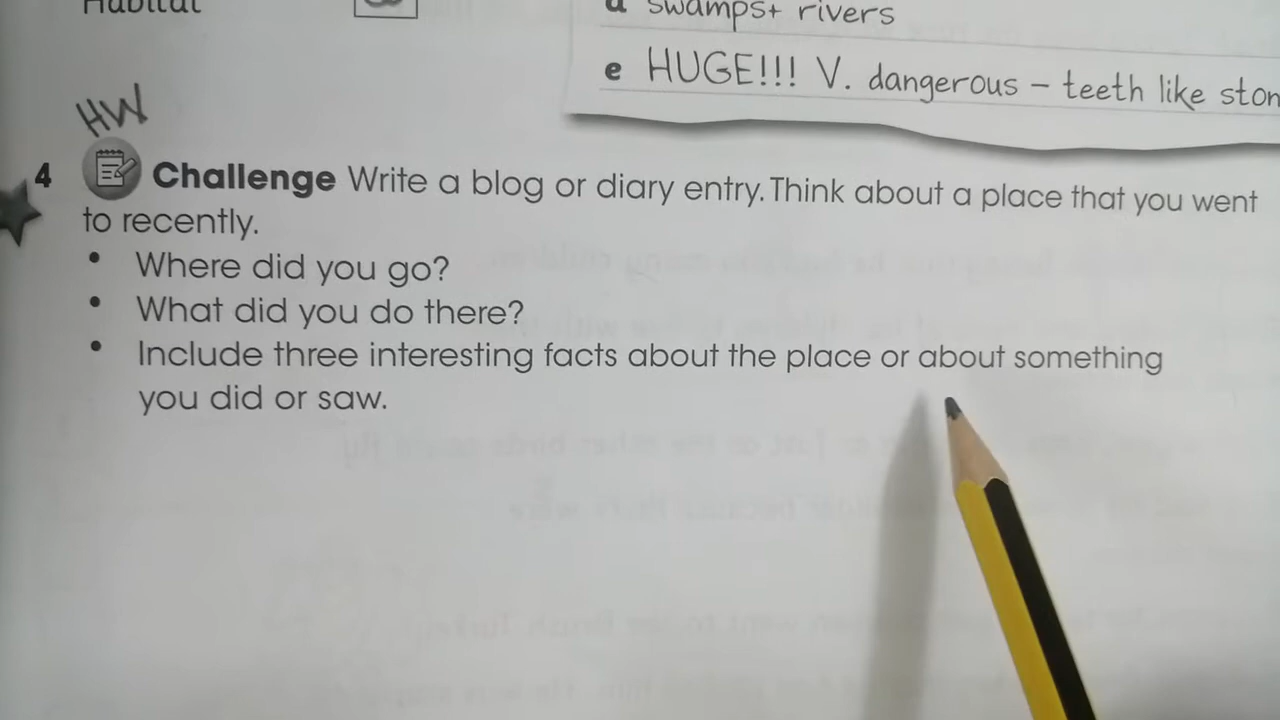 Habitat
d swamps+ rivers
e HUGE!!! V. dangerous – teeth like ston
HW
4 Challenge Write a blog or diary entry. Think about a place that you went
to recently.
• Where did you go?
• What did you do there?
• Include three interesting facts about the place or about something
you did or saw.